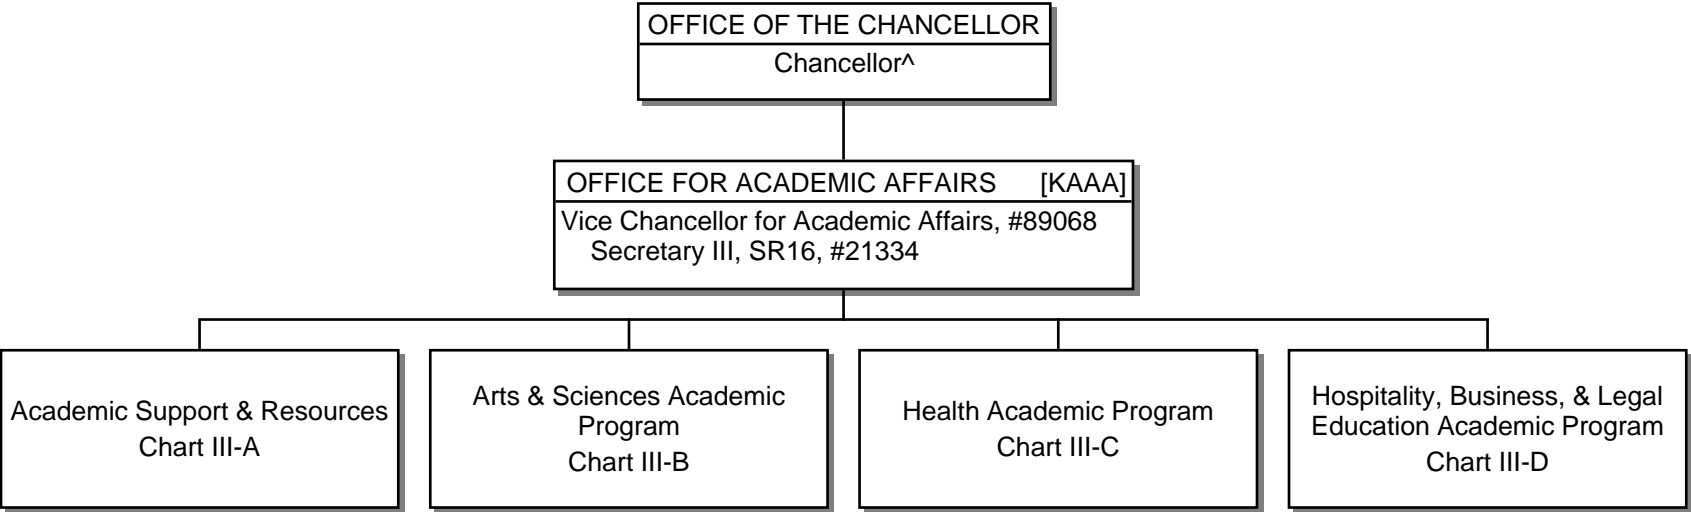 OFFICE OF THE CHANCELLOR
Chancellor^
OFFICE FOR ACADEMIC AFFAIRS [KAAA]
Vice Chancellor for Academic Affairs, #89068
Secretary III, SR16, #21334
Academic Support & Resources
Chart III-A
Arts & Sciences Academic
Program
Chart III-B
Health Academic Program
Chart III-C
Hospitality, Business, & Legal
Education Academic Program
Chart III-D